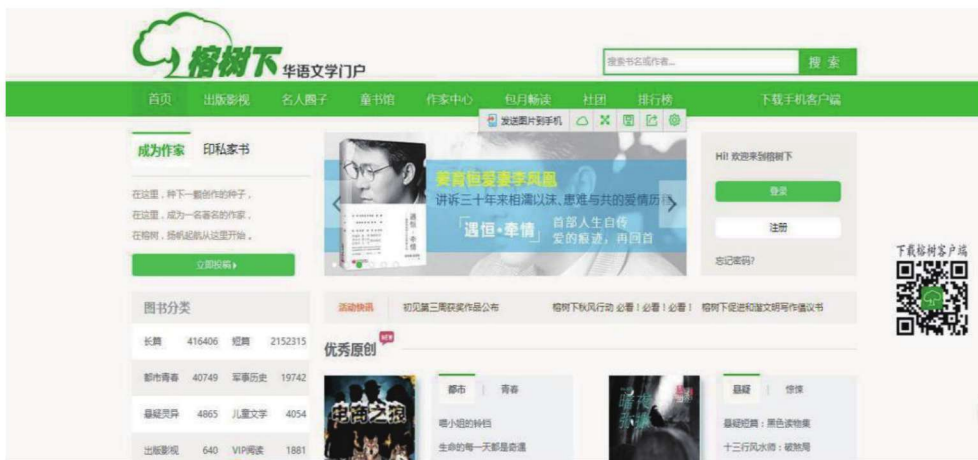 榕树下 华语文学门户
搜索书名或作者...
搜 索
首页 出版影视 名人圈子 童书馆 作家中心 包月畅读 社团 排行榜 下载手机客户端
发送图片到手机
成为作家 印私家书
在这里，种下一颗创作的种子，
在这里，成为一名著名的作家，
在榕树，扬帆起航从这里开始。
立即投稿
姜育恒爱妻李凤凰
讲诉三十年来相濡以沫、患难与共的爱情历程
「遇恒·牵情」
首部人生自传
爱的痕迹，再回首
遇恒·牵情
Hi! 欢迎来到榕树下
登录
注册
忘记密码?
下载榕树客户端
图书分类
长篇 416406 短篇 2152315
都市青春 40749 军事历史 19742
悬疑灵异 4865 儿童文学 4054
出版影视 640 VIP阅读 1881
活动快讯 初见第三周获奖作品公布 榕树下秋风行动 必看！必看！必看！ 榕树下促进和谐文明写作倡议书
优秀原创 NEW
电商之狼
都市 | 青春
喵小姐的铃铛
生命的每一天都是奇遇
悬疑 | 惊悚
悬疑短篇：黑色读物集
十三行风水师：破煞局